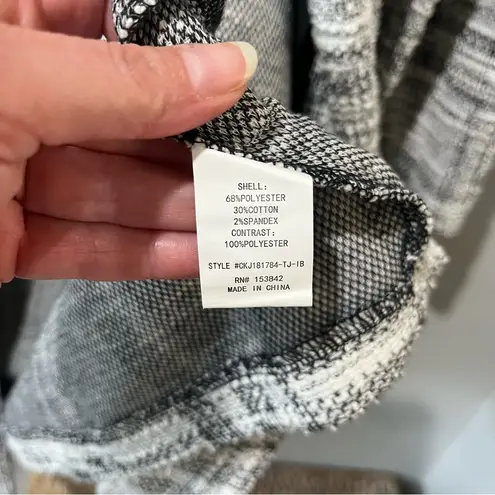 SHELL:
68%POLYESTER
30%COTTON
2%SPANDEX
CONTRAST:
100%POLYESTER
STYLE #CKJ181784-TJ-IB
RN# 153842
MADE IN CHINA